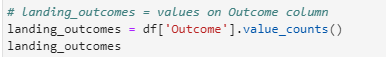 # landing_outcomes = values on Outcome column
landing_outcomes = df['Outcome'].value_counts()
landing_outcomes